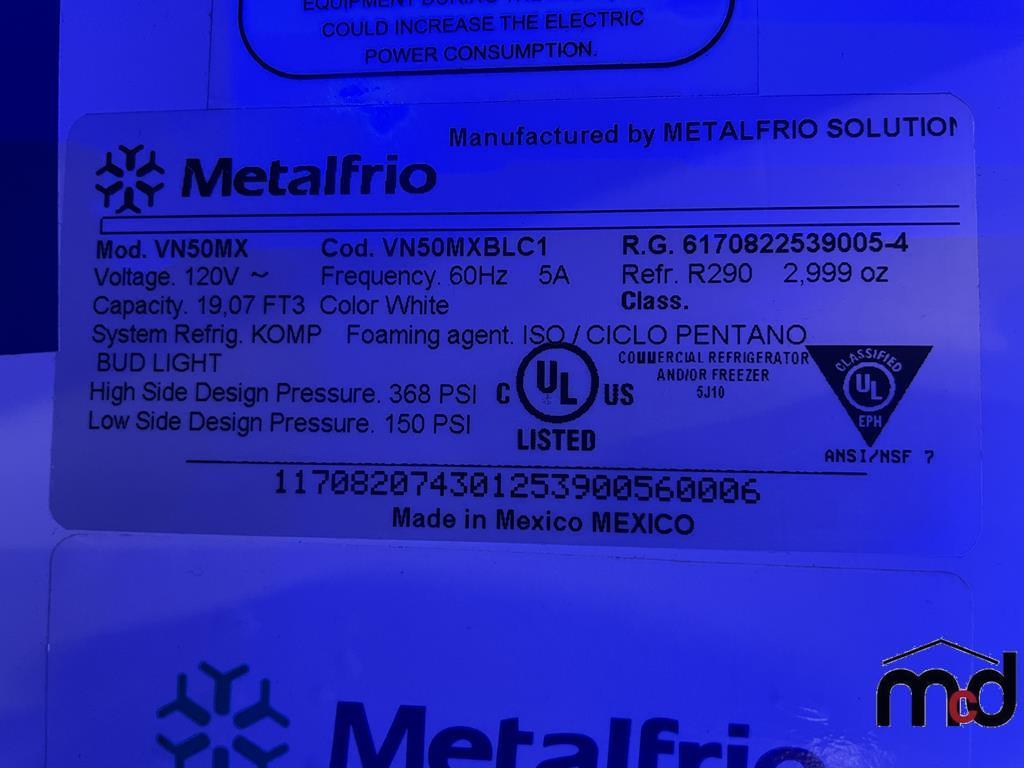 COULD INCREASE THE ELECTRIC
POWER CONSUMPTION.
Manufactured by METALFRIO SOLUTION
Metalfrio
Mod. VN50MX Cod. VN50MXBLC1 R.G. 6170822539005-4
Voltage. 120V ~ Frequency. 60Hz 5A Refr. R290 2,999 oz
Capacity. 19,07 FT3 Color White Class.
System Refrig. KOMP Foaming agent. ISO / CICLO PENTANO
BUD LIGHT
High Side Design Pressure. 368 PSI
Low Side Design Pressure. 150 PSI
C UL US
LISTED
COMMERCIAL REFRIGERATOR
AND/OR FREEZER
5J10
CLASSIFIED
UL
EPH
ANSI/NSF 7
117082074301253900560006
Made in Mexico MEXICO
Metalfrio
mcd